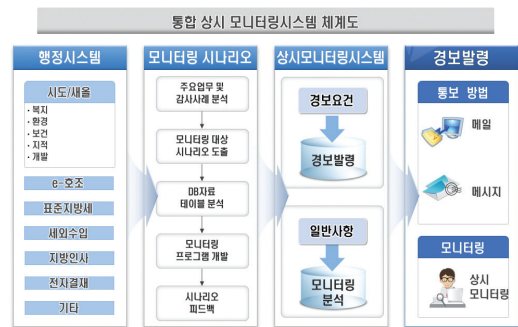 통합 상시 모니터링시스템 체계도
행정시스템
시도/새올
· 복지
· 환경
· 보건
· 지적
· 개발
e-호조
표준지방세
세외수입
지방인사
전자결재
기타
모니터링 시나리오
주요업무 및
감사사례 분석
모니터링 대상
시나리오 도출
DB자료
테이블 분석
모니터링
프로그램 개발
시나리오
피드백
상시모니터링시스템
경보요건
경보발령
일반사항
모니터링
분석
경보발령
통보 방법
메일
메시지
모니터링
상시
모니터링